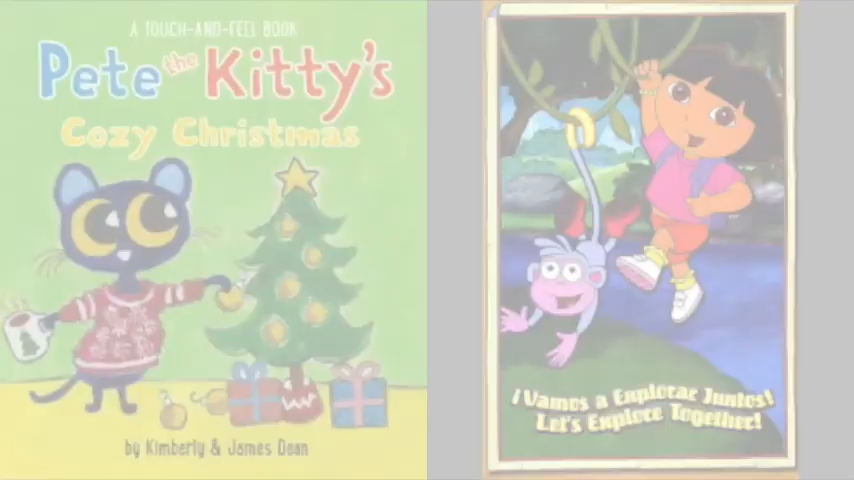 A TOUCH-AND-FEEL BOOK
Pete the Kitty's
Cozy Christmas
by Kimberly & James Dean
¡Vamos a Explorar Juntos!
Let's Explore Together!